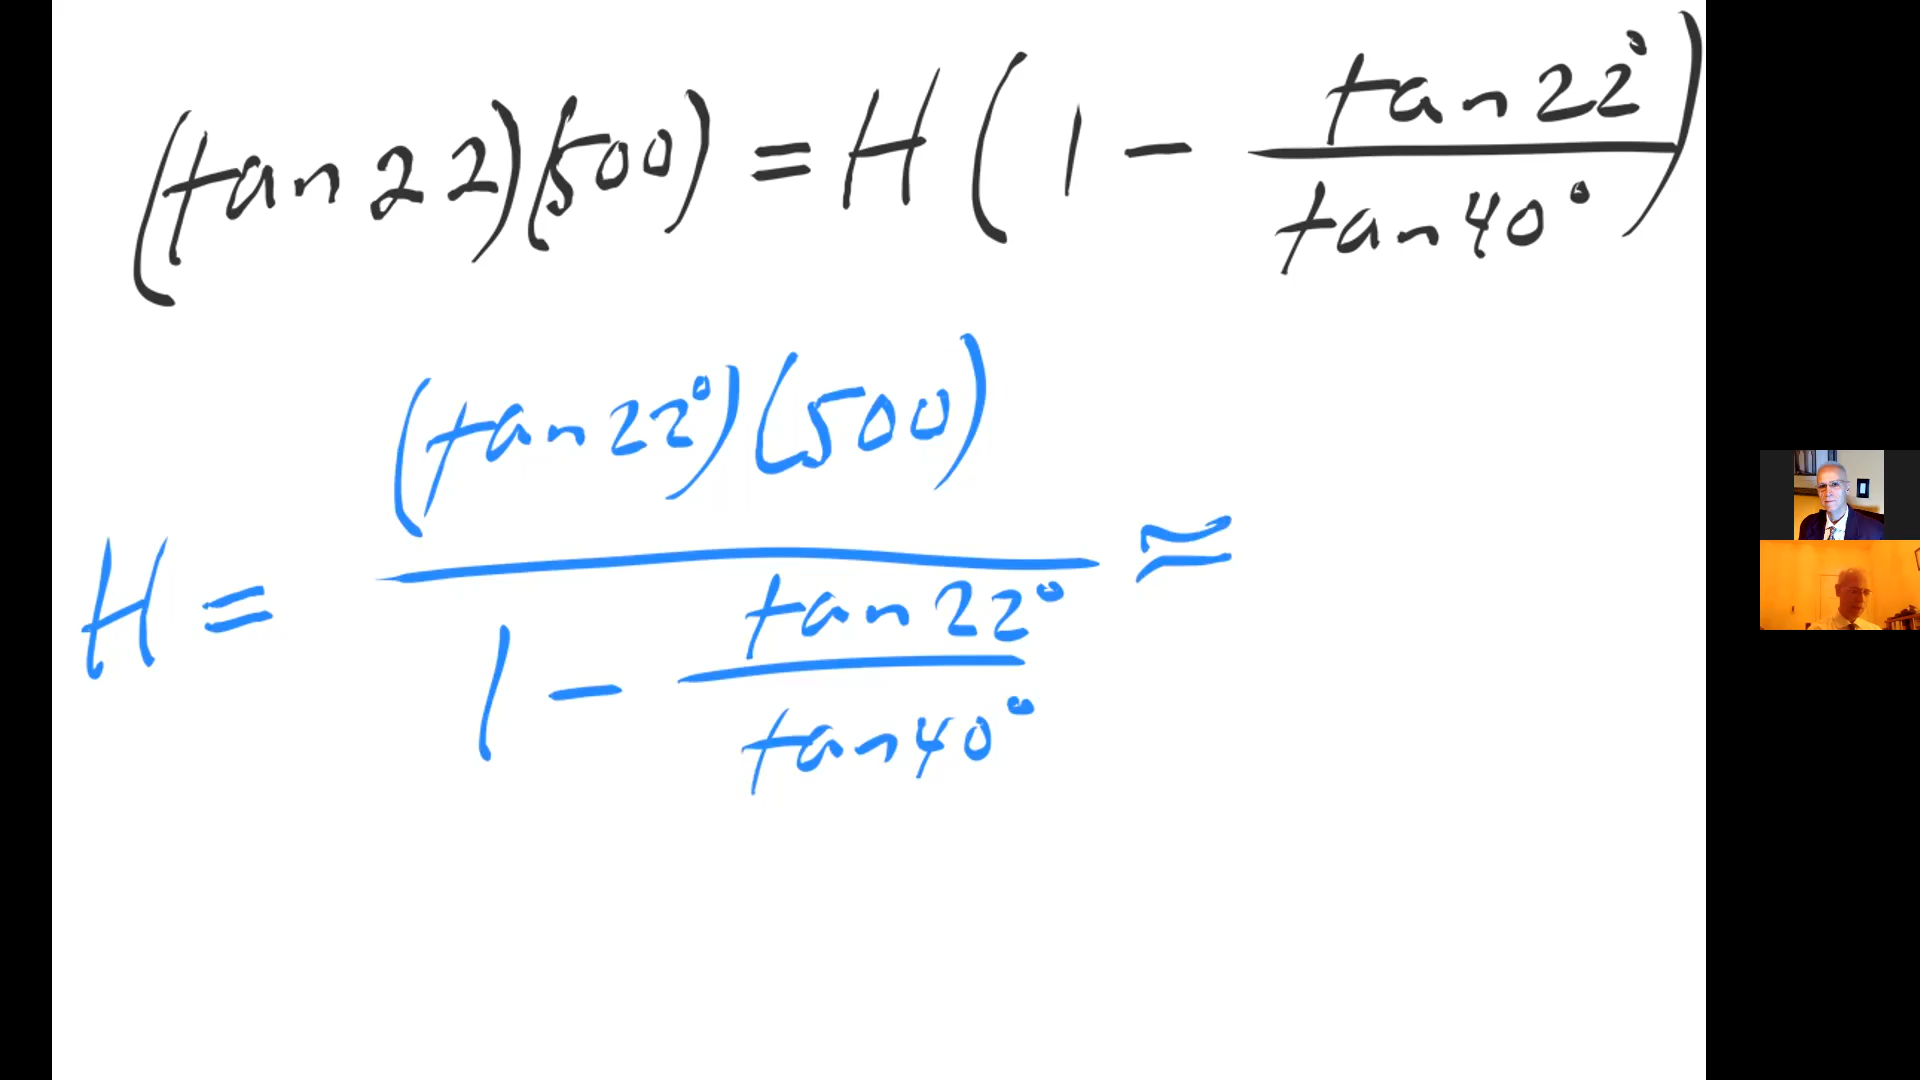 (tan 22)(500) = H(1 - tan 22° / tan 40°)
H = (tan 22°)(500) / 1 - tan 22° / tan 40° ≈